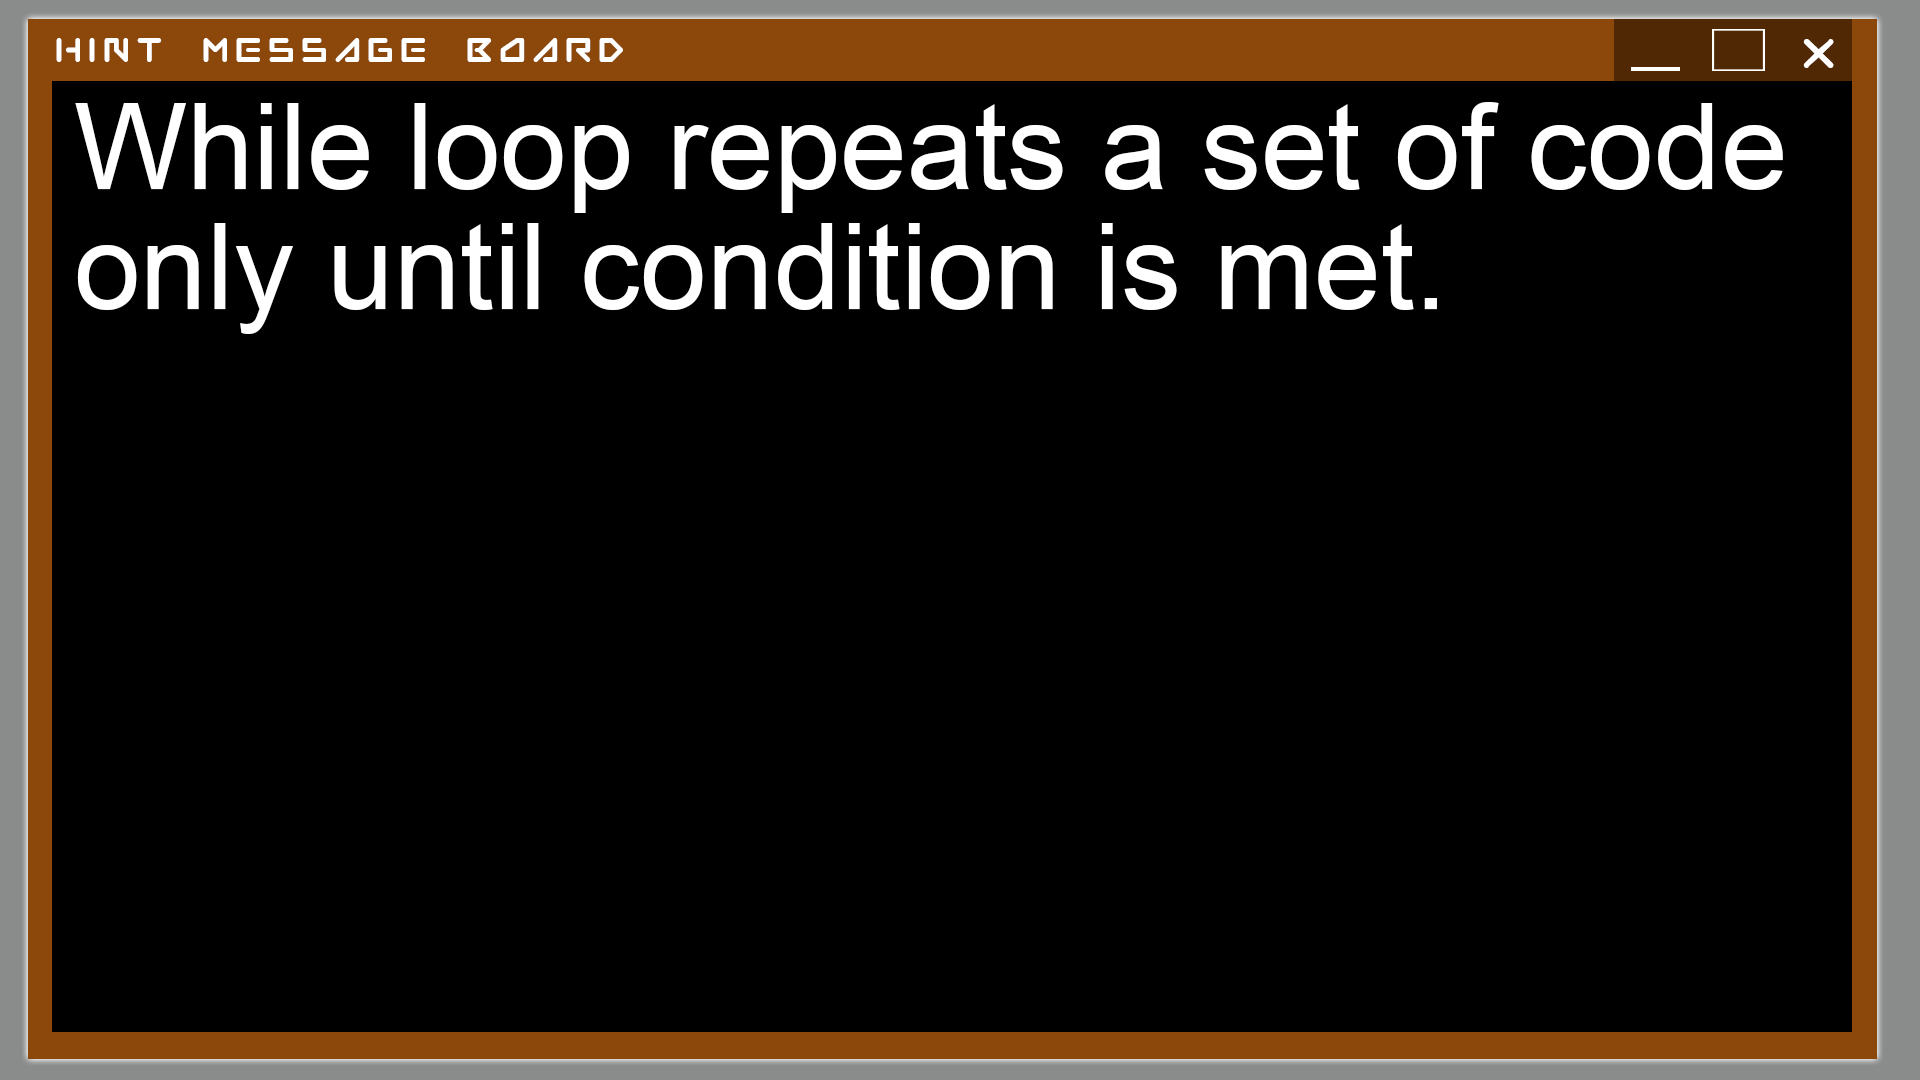 HINT MESSAGE BOARD
While loop repeats a set of code
only until condition is met.